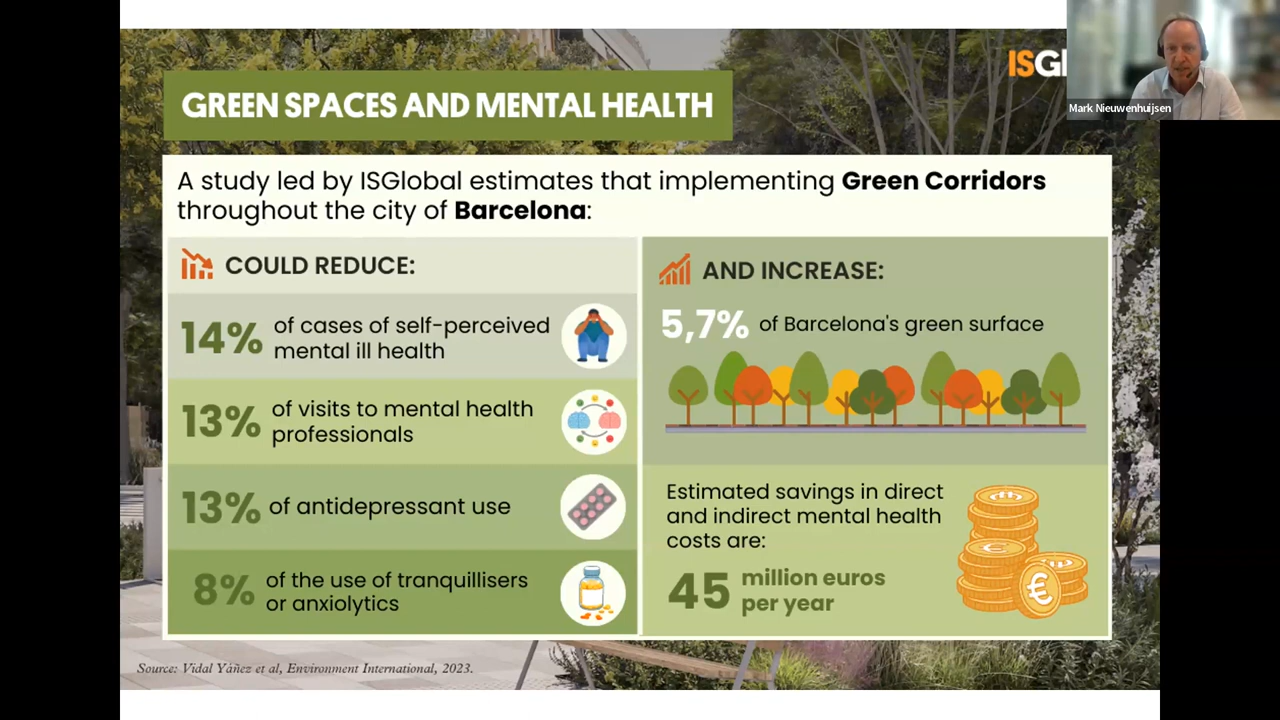 ISGl
Mark Nieuwenhuijsen
GREEN SPACES AND MENTAL HEALTH
A study led by ISGlobal estimates that implementing Green Corridors
throughout the city of Barcelona:
COULD REDUCE:
14% of cases of self-perceived
mental ill health
13% of visits to mental health
professionals
13% of antidepressant use
8% of the use of tranquillisers
or anxiolytics
AND INCREASE:
5,7% of Barcelona's green surface
Estimated savings in direct
and indirect mental health
costs are:
45 million euros
per year
€
€
Source: Vidal Yáñez et al, Environment International, 2023.